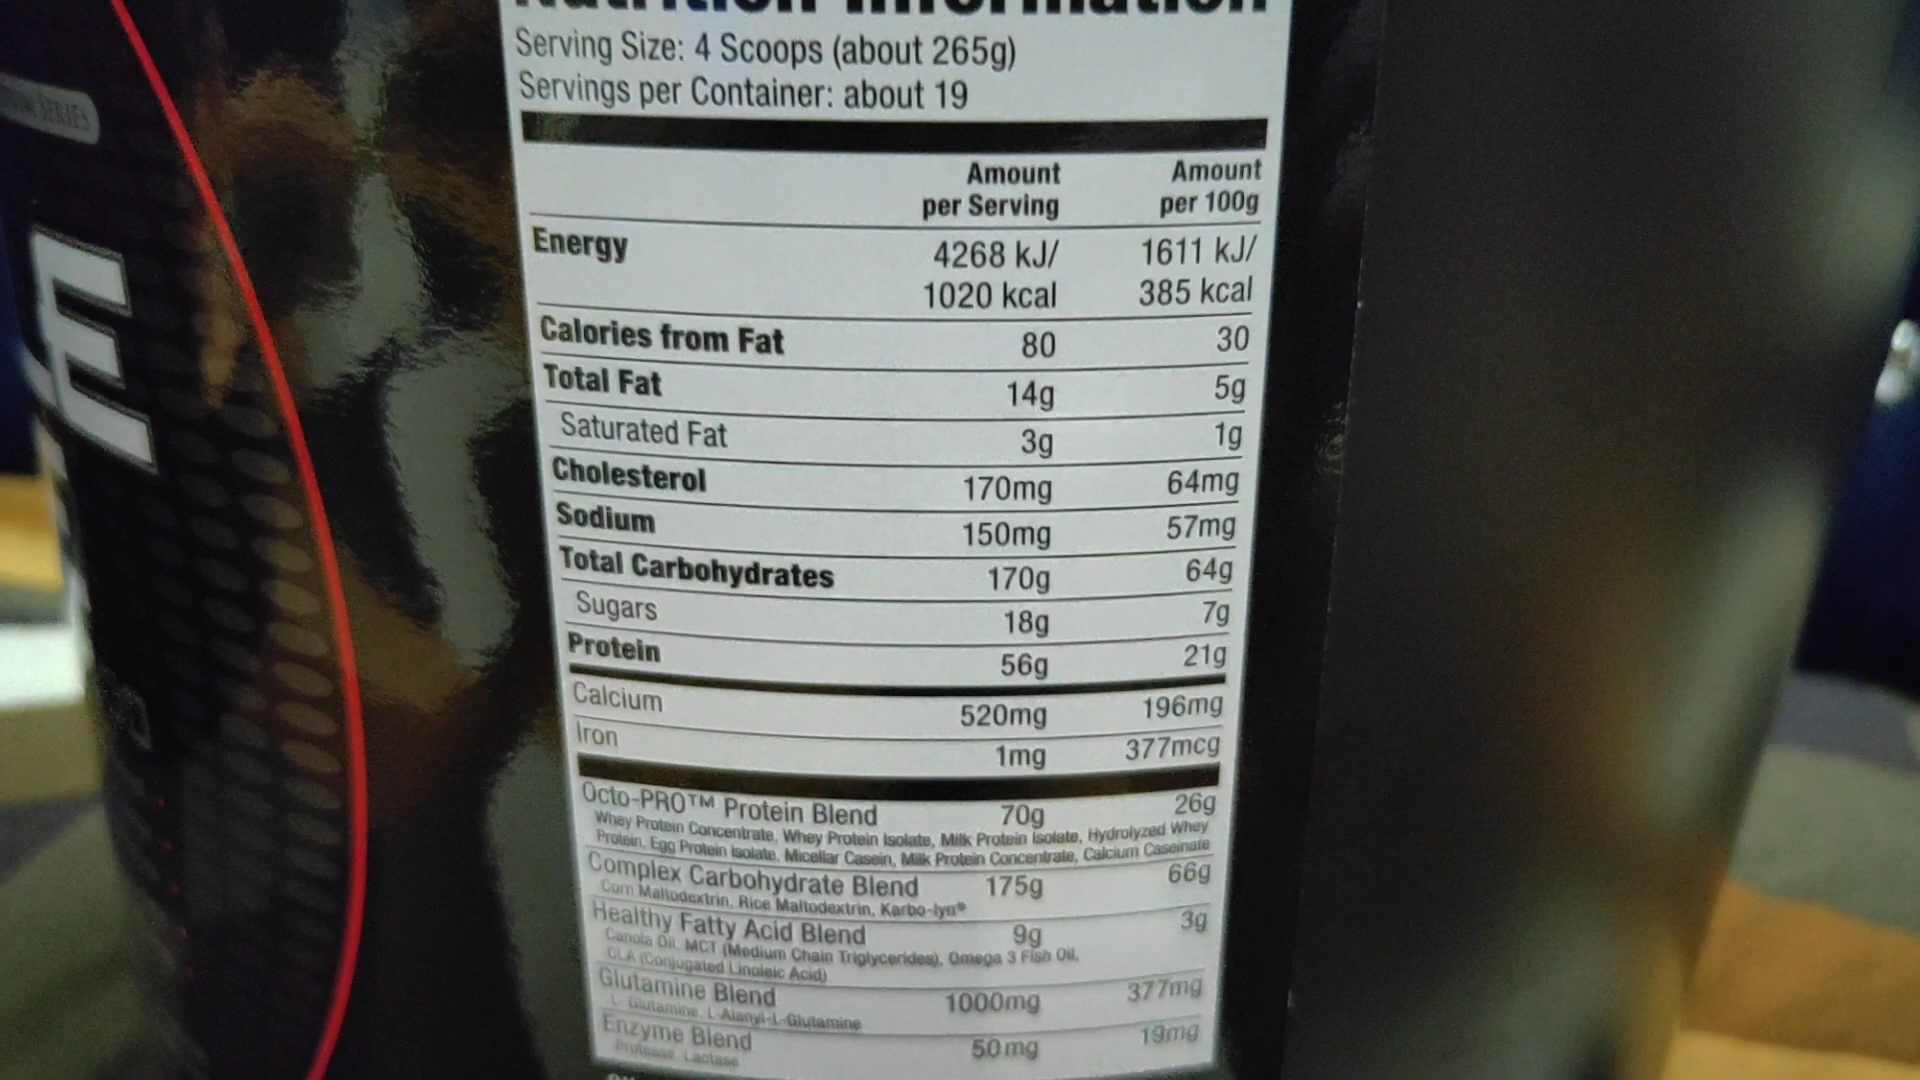 Nutrition Information
Serving Size: 4 Scoops (about 265g)
Servings per Container: about 19
Amount per Serving Amount per 100g
Energy 4268 kJ/ 1611 kJ/
1020 kcal 385 kcal
Calories from Fat 80 30
Total Fat 14g 5g
Saturated Fat 3g 1g
Cholesterol 170mg 64mg
Sodium 150mg 57mg
Total Carbohydrates 170g 64g
Sugars 18g 7g
Protein 56g 21g
Calcium 520mg 196mg
Iron 1mg 377mcg
Octo-PRO™ Protein Blend 70g 26g
Whey Protein Concentrate, Whey Protein Isolate, Milk Protein Isolate, Hydrolyzed Whey
Protein, Egg Protein Isolate, Micellar Casein, Milk Protein Concentrate, Calcium Caseinate
Complex Carbohydrate Blend 175g 66g
Corn Maltodextrin, Rice Maltodextrin, Karbo-lyn®
Healthy Fatty Acid Blend 9g 3g
Canola Oil, MCT (Medium Chain Triglycerides), Omega 3 Fish Oil,
CLA (Conjugated Linoleic Acid)
Glutamine Blend 1000mg 377mg
L-Glutamine, L-Alanyl-L-Glutamine
Enzyme Blend 50mg 19mg
Protease, Lactase
SERIES
E